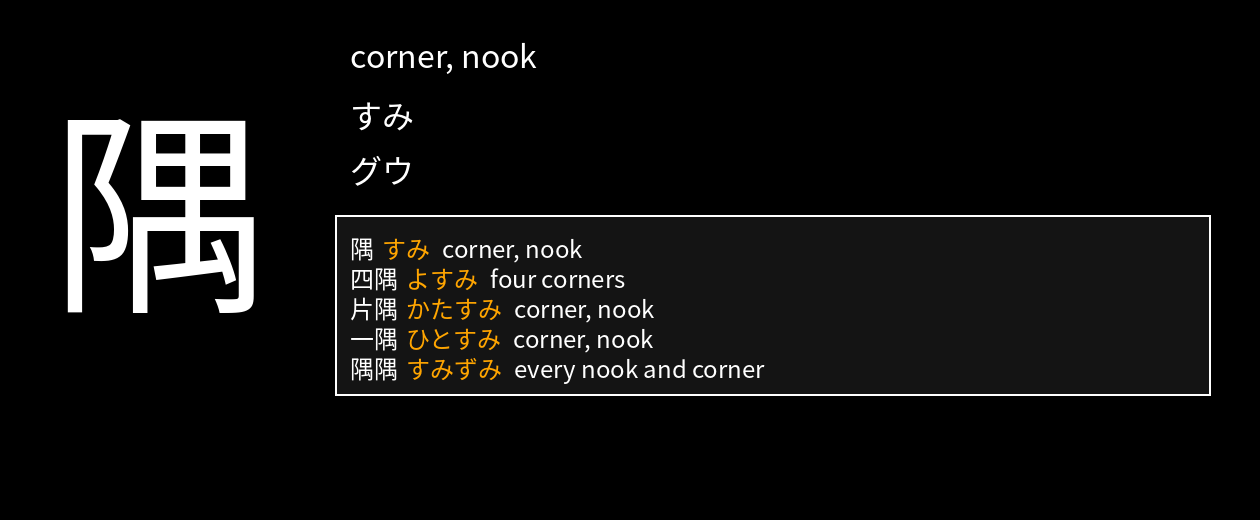 隅
corner, nook
すみ
グウ
隅 すみ corner, nook
四隅 よすみ four corners
片隅 かたすみ corner, nook
一隅 ひとすみ corner, nook
隅隅 すみずみ every nook and corner